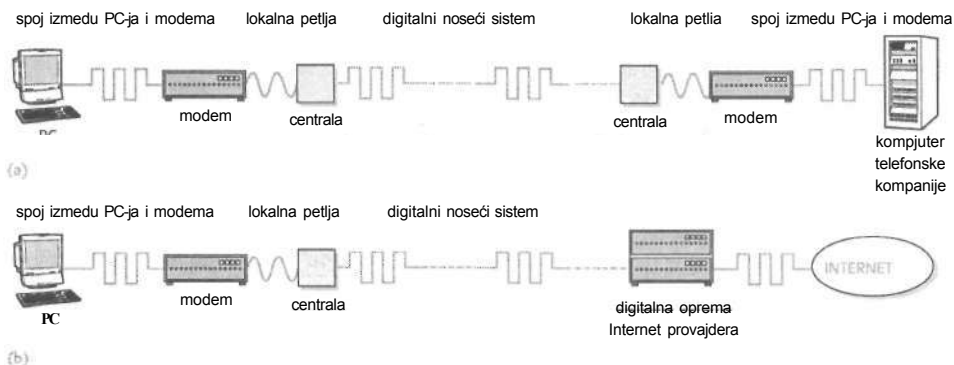 spoj izmedu PC-ja i modema lokalna petlja digitalni noseći sistem lokalna petlia spoj izmedu PC-ja i modema
modem centrala centrala modem
PC
kompjuter
telefonske
kompanije
(a)
spoj izmedu PC-ja i modema lokalna petlja digitalni noseći sistem
INTERNET
modem centrala digitalna oprema
PC Internet provajdera
(b)